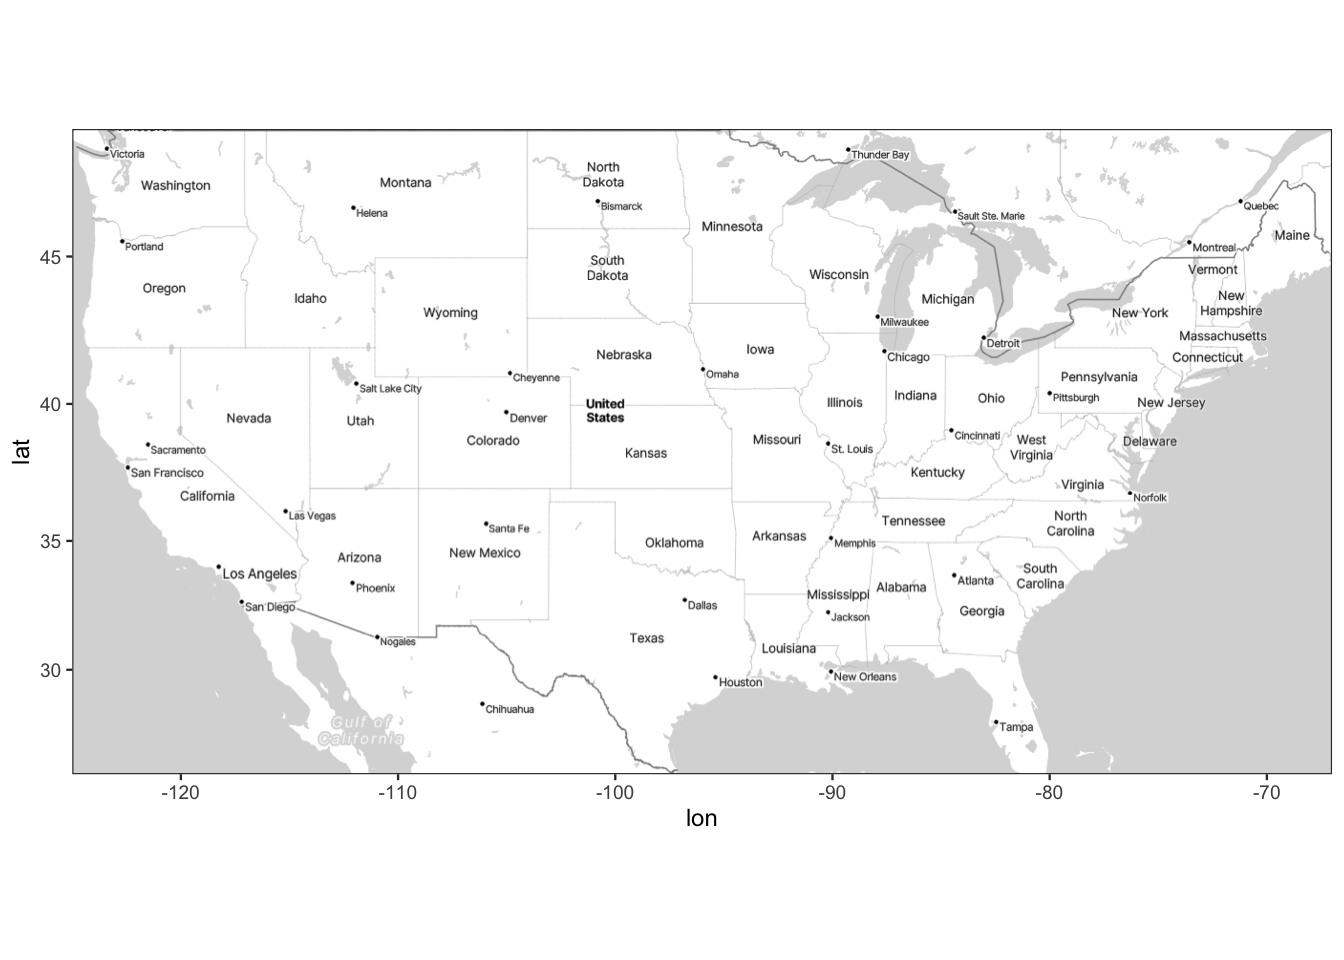 Victoria
Thunder Bay
Washington
Montana
North
Dakota
Helena
Bismarck
Sault Ste. Marie
Quebec
Portland
Minnesota
Montreal
Maine
45
Oregon
Idaho
South
Dakota
Wisconsin
Vermont
Wyoming
Michigan
New
Hampshire
New York
Milwaukee
Detroit
Massachusetts
Nebraska
Iowa
Chicago
Connecticut
Salt Lake City
Cheyenne
Omaha
Pennsylvania
Pittsburgh
40
Nevada
Utah
Denver
Colorado
United
States
Illinois
Indiana
Ohio
New Jersey
lat
Sacramento
San Francisco
California
Kansas
Missouri
St. Louis
Cincinnati
West
Virginia
Delaware
Kentucky
Virginia
Norfolk
Las Vegas
Santa Fe
Tennessee
North
Carolina
35
Arizona
New Mexico
Oklahoma
Arkansas
Memphis
Los Angeles
Phoenix
Mississippi
Alabama
Atlanta
South
Carolina
San Diego
Dallas
Jackson
Georgia
Nogales
Texas
Louisiana
30
Chihuahua
Houston
New Orleans
Gulf of
California
Tampa
-120
-110
-100
-90
-80
-70
lon